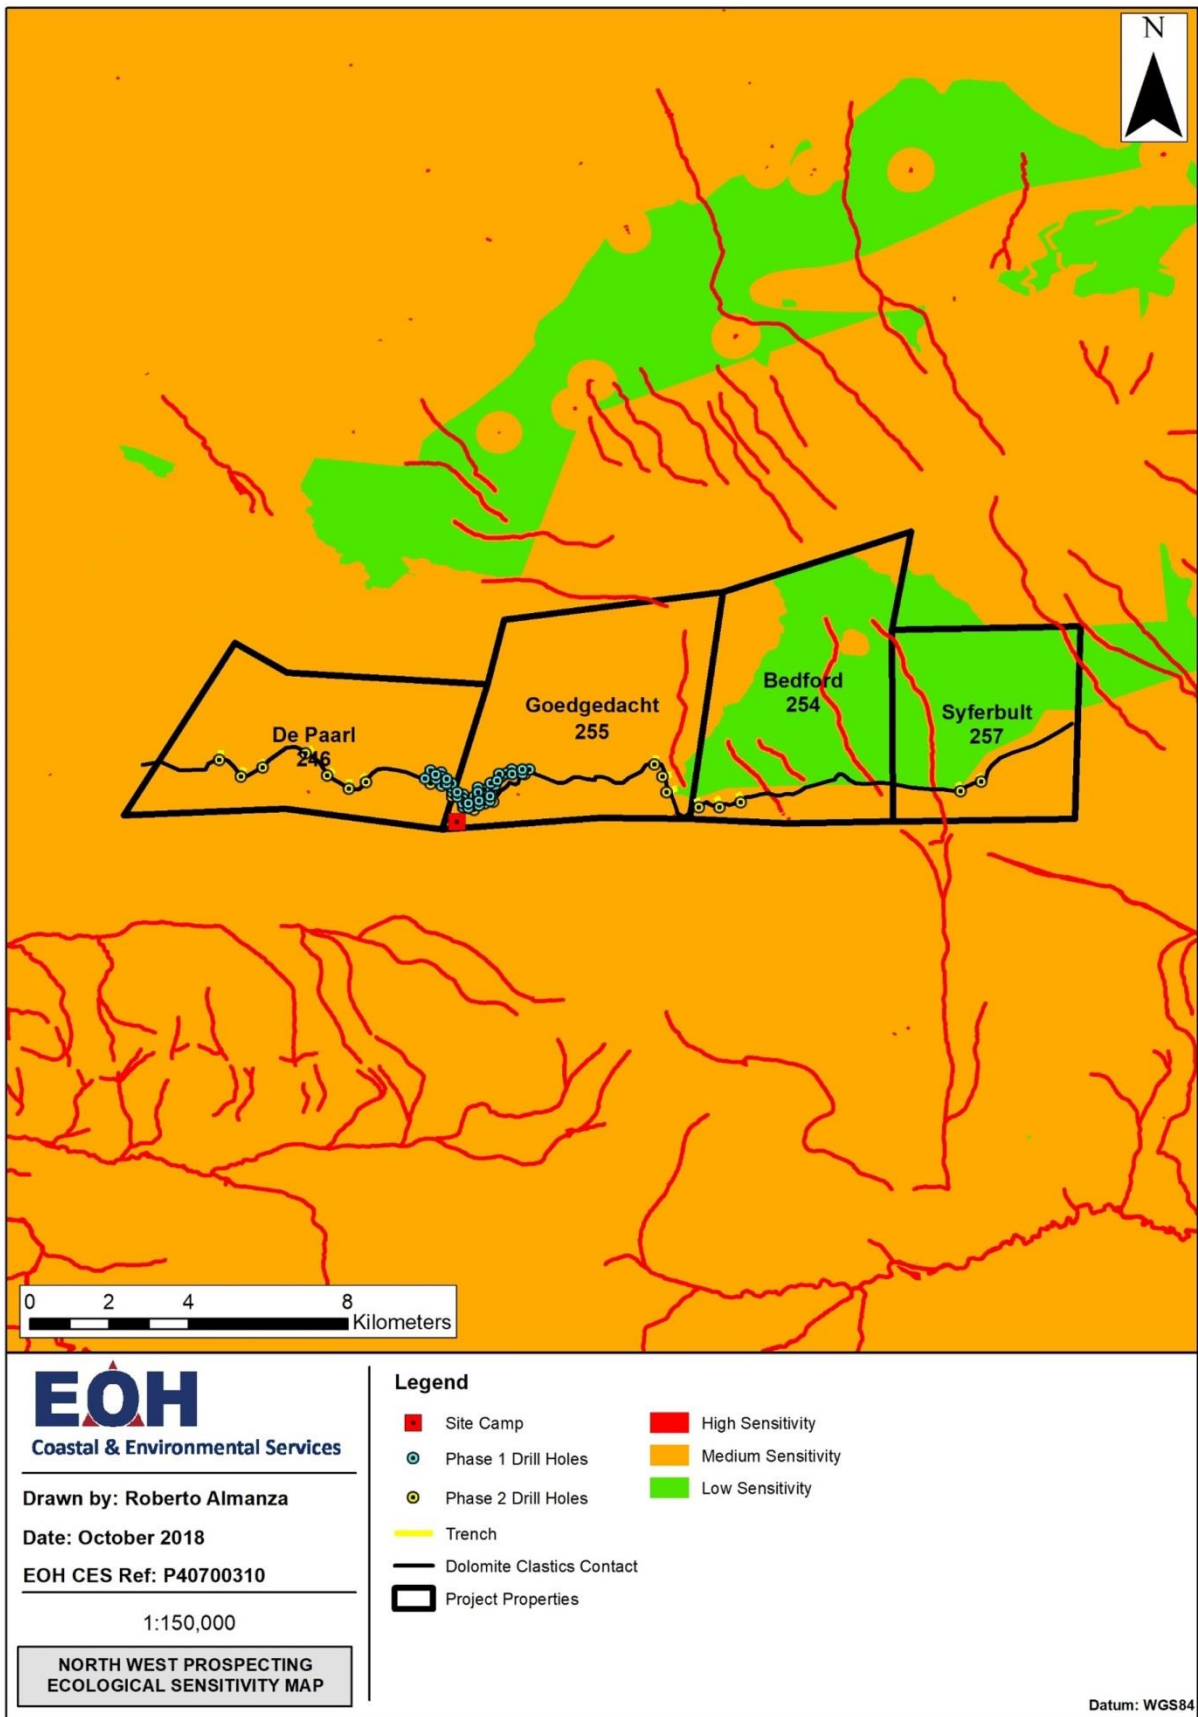 N
Goedgedacht
255
Bedford
254
Syferbult
257
De Paarl
246
0 2 4 8
Kilometers
EOH
Coastal & Environmental Services
Drawn by: Roberto Almanza
Date: October 2018
EOH CES Ref: P40700310
1:150,000
NORTH WEST PROSPECTING
ECOLOGICAL SENSITIVITY MAP
Legend
Site Camp
Phase 1 Drill Holes
Phase 2 Drill Holes
Trench
Dolomite Clastics Contact
Project Properties
High Sensitivity
Medium Sensitivity
Low Sensitivity
Datum: WGS84